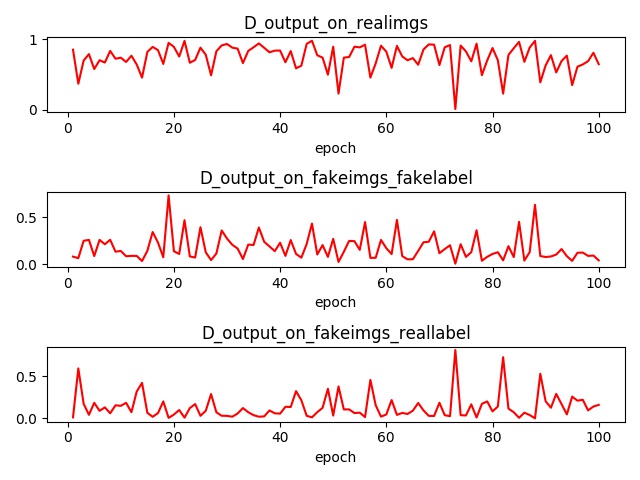 D_output_on_realimgs
1
0
0 20 40 60 80 100
epoch
D_output_on_fakeimgs_fakelabel
0.5
0.0
0 20 40 60 80 100
epoch
D_output_on_fakeimgs_reallabel
0.5
0.0
0 20 40 60 80 100
epoch